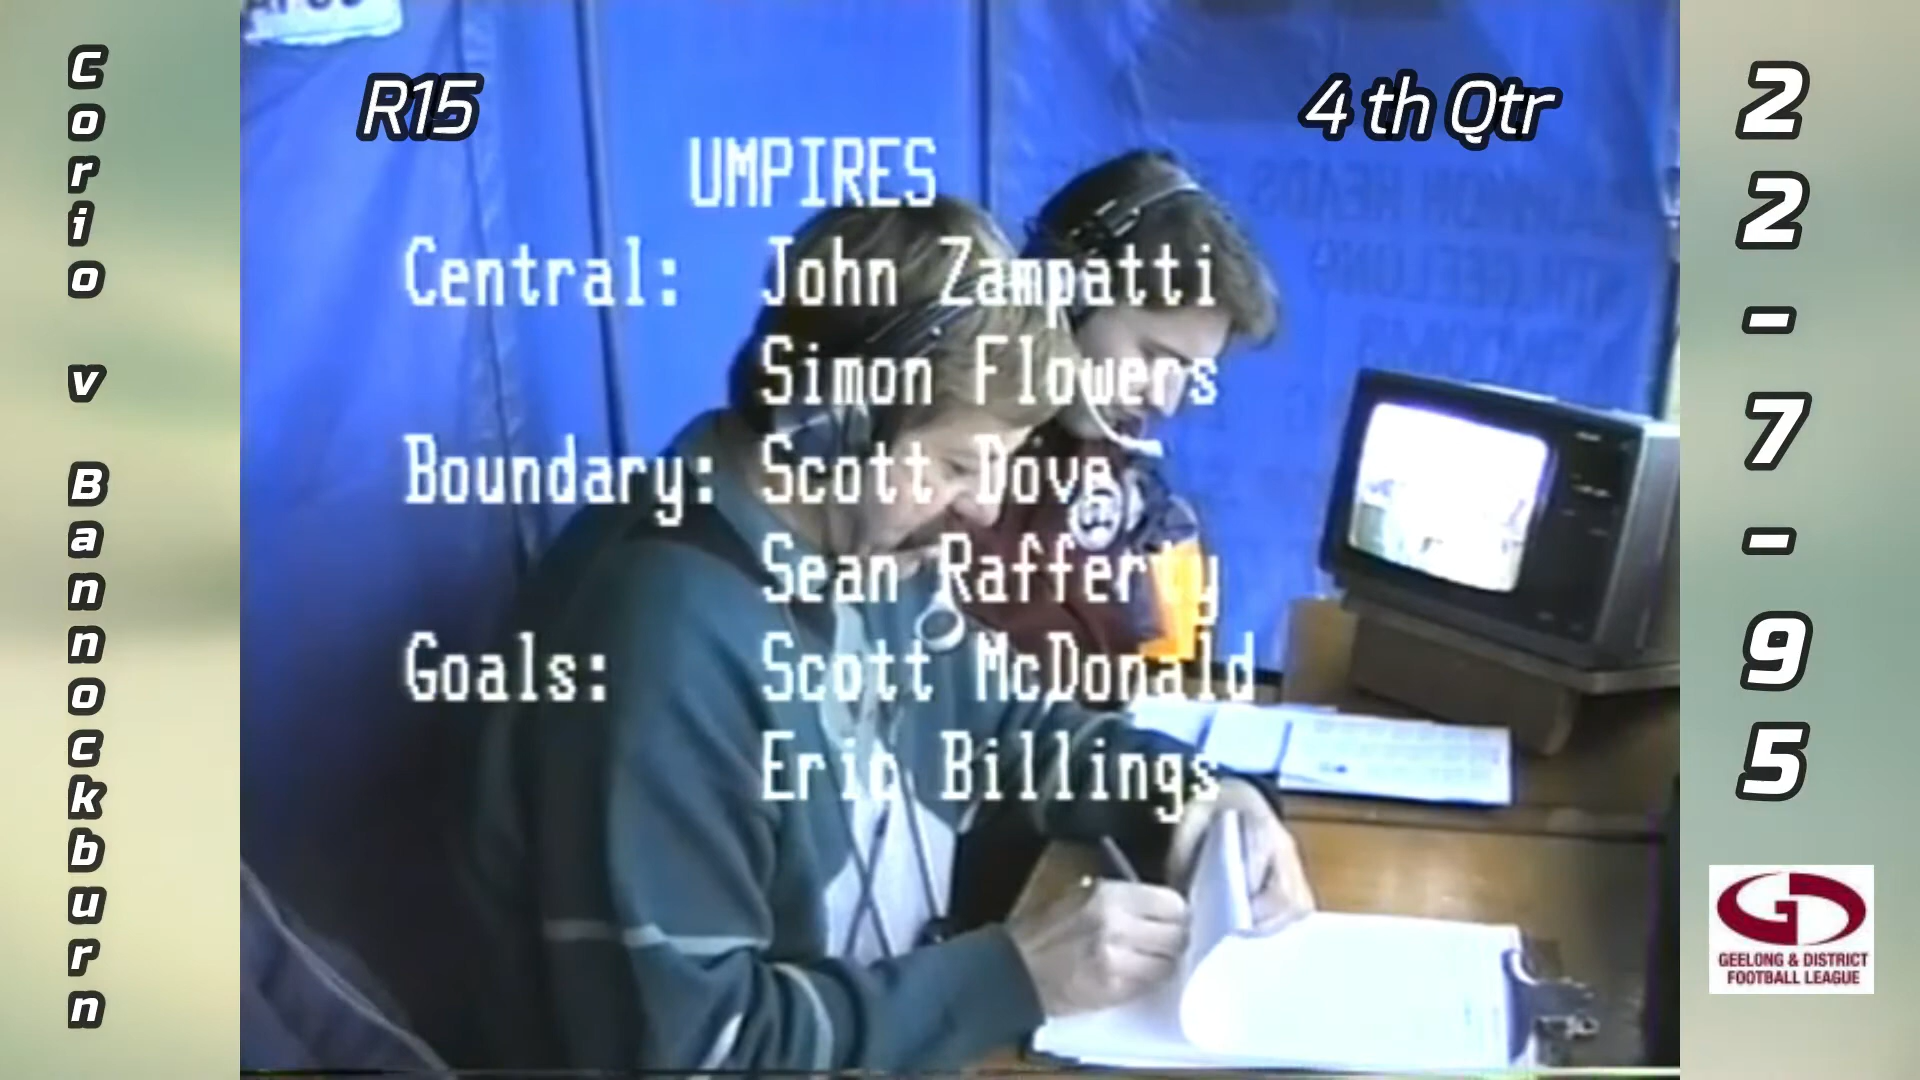 Corio v Bannockburn
R15
4 th Qtr
UMPIRES
Central: John Zampatti
Simon Flowers
Boundary: Scott Dove
Sean Rafferty
Goals: Scott McDonald
Eric Billings
22-7-95
GD
GEELONG & DISTRICT
FOOTBALL LEAGUE